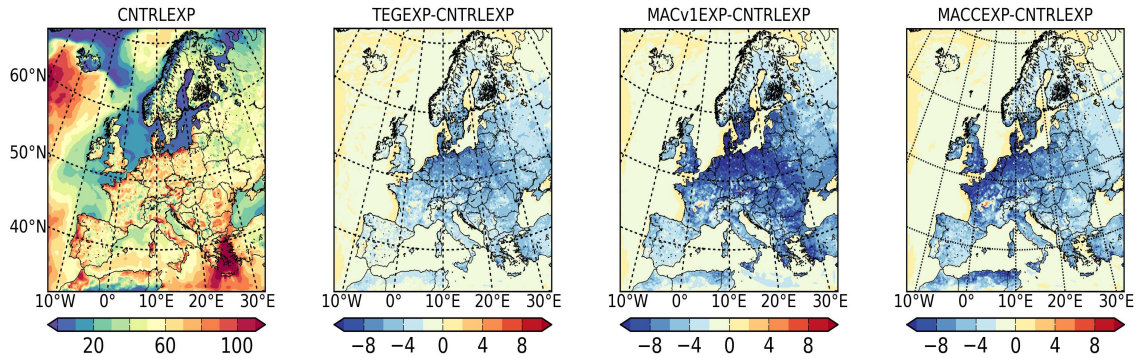 CNTRLEXP TEGEXP-CNTRLEXP MACv1EXP-CNTRLEXP MACCEXP-CNTRLEXP
60°N
50°N
40°N
10°W 0° 10°E 20°E 30°E 10°W 0° 10°E 20°E 30°E 10°W 0° 10°E 20°E 30°E 10°W 0° 10°E 20°E 30°E
20 60 100 −8 −4 0 4 8 −8 −4 0 4 8 −8 −4 0 4 8